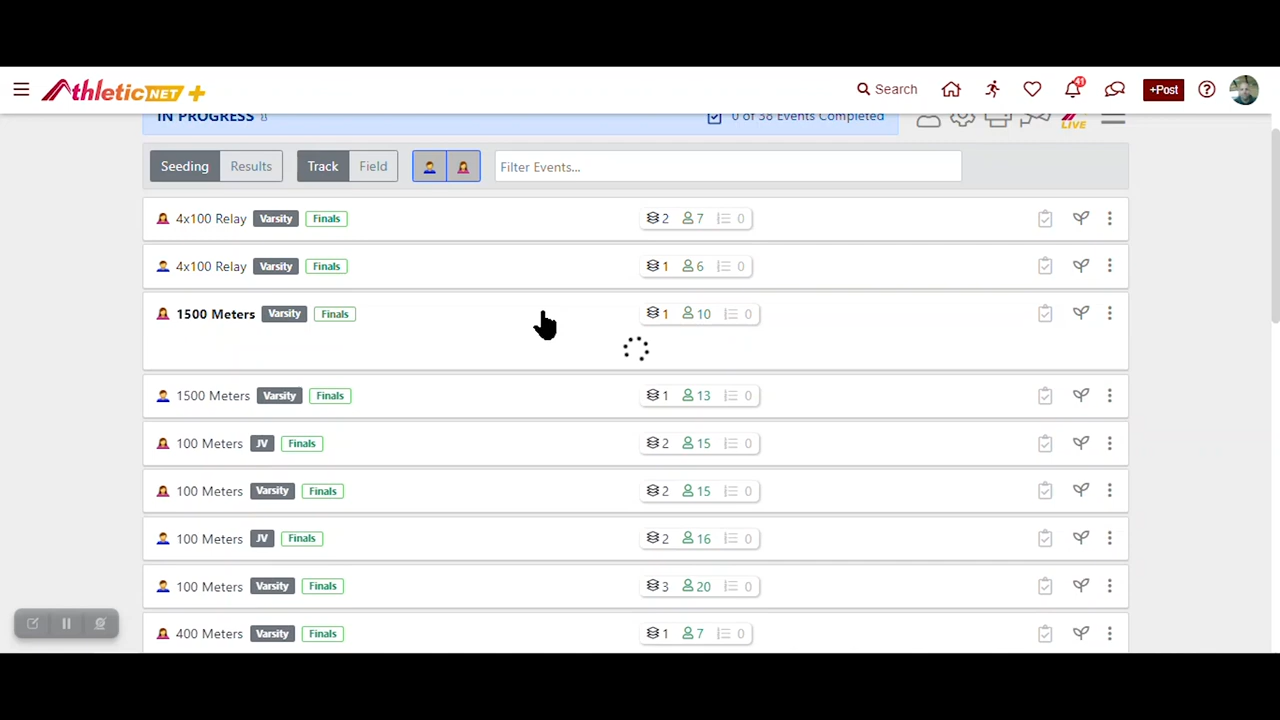 AthleticNET +
Search
41
+Post
IN PROGRESS
0 of 38 Events Completed
LIVE
Seeding Results Track Field Filter Events...
4x100 Relay Varsity Finals 2 7 0
4x100 Relay Varsity Finals 1 6 0
1500 Meters Varsity Finals 1 10 0
1500 Meters Varsity Finals 1 13 0
100 Meters JV Finals 2 15 0
100 Meters Varsity Finals 2 15 0
100 Meters JV Finals 2 16 0
100 Meters Varsity Finals 3 20 0
400 Meters Varsity Finals 1 7 0